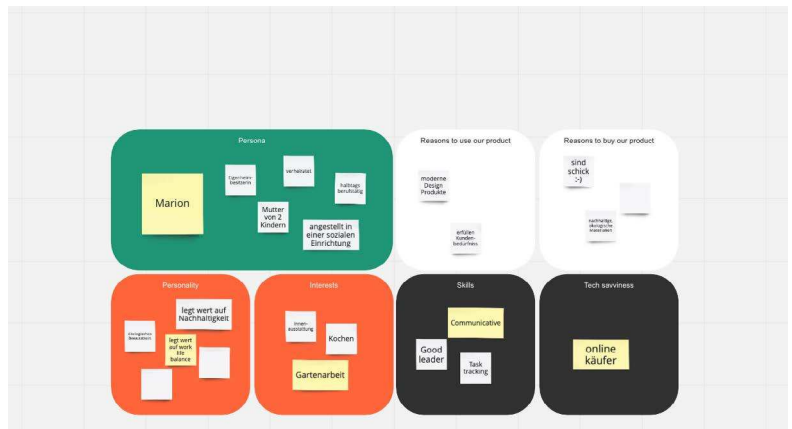 Persona
Marion
Eigenheim-
besitzerin
verheiratet
halbtags
berufstätig
Mutter
von 2
Kindern
angestellt in
einer sozialen
Einrichtung
Reasons to use our product
moderne
Design
Produkte
erfüllen
Kunden-
bedürfniss
Reasons to buy our product
sind
schick
:-)
nachhaltige,
ökologische
Materialien
Personality
legt wert auf
Nachhaltigkeit
legt wert
auf work
life
balance
Interests
Innen-
ausstattung
Kochen
Gartenarbeit
Skills
Communicative
Good
leader
Task
tracking
Tech savviness
online
käufer